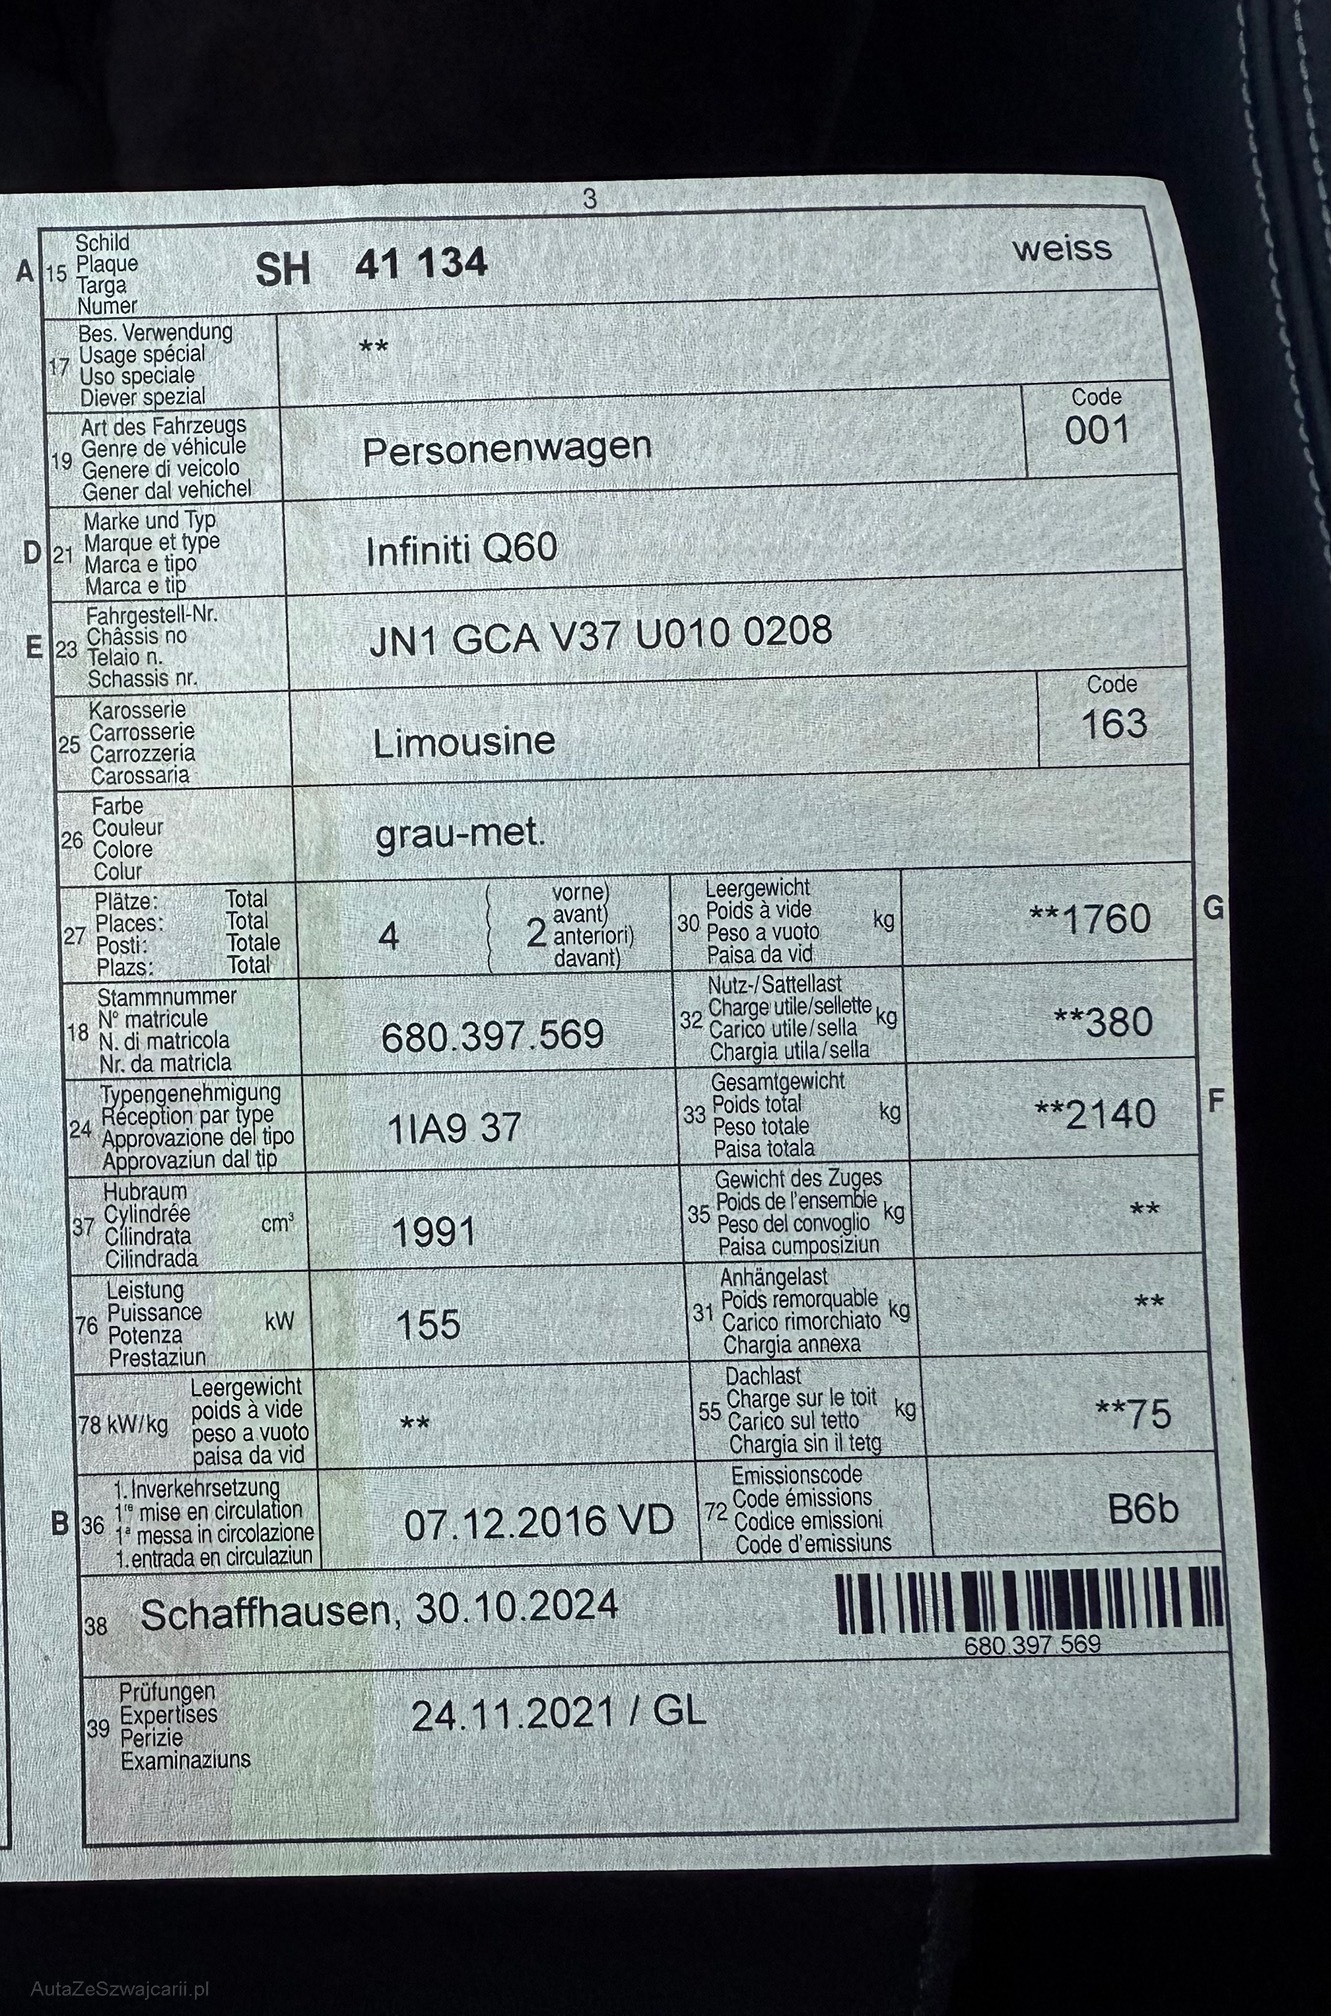 3
A 15 Schild
Plaque
Targa
Numer
SH 41 134 weiss
17 Bes. Verwendung
Usage spécial
Uso speciale
Diever spezial
**
19 Art des Fahrzeugs
Genre de véhicule
Genere di veicolo
Gener dal vehichel
Personenwagen
Code
001
D 21 Marke und Typ
Marque et type
Marca e tipo
Marca e tip
Infiniti Q60
E 23 Fahrgestell-Nr.
Châssis no
Telaio n.
Schassis nr.
JN1 GCA V37 U010 0208
25 Karosserie
Carrosserie
Carrozzeria
Carossaria
Limousine
Code
163
26 Farbe
Couleur
Colore
Colur
grau-met.
27 Plätze: Total
Places: Total
Posti: Totale
Plazs: Total
4
2
vorne)
avant)
anteriori)
davant)
30 Leergewicht
Poids à vide
Peso a vuoto
Paisa da vid
kg
**1760
G
18 Stammnummer
N° matricule
N. di matricola
Nr. da matricla
680.397.569
32 Nutz-/Sattellast
Charge utile/sellette
Carico utile/sella
Chargia utila/sella
kg
**380
24 Typengenehmigung
Réception par type
Approvazione del tipo
Approvaziun dal tip
1IA9 37
33 Gesamtgewicht
Poids total
Peso totale
Paisa totala
kg
**2140
F
37 Hubraum
Cylindrée
Cilindrata
Cilindrada
cm³
1991
35 Gewicht des Zuges
Poids de l'ensemble
Peso del convoglio
Paisa cumposiziun
kg
**
76 Leistung
Puissance
Potenza
Prestaziun
kW
155
31 Anhängelast
Poids remorquable
Carico rimorchiato
Chargia annexa
kg
**
78 kW/kg Leergewicht
poids à vide
peso a vuoto
paisa da vid
**
55 Dachlast
Charge sur le toit
Carico sul tetto
Chargia sin il tetg
kg
**75
B 36 1. Inverkehrsetzung
1re mise en circulation
1a messa in circolazione
1. entrada en circulaziun
07.12.2016 VD
72 Emissionscode
Code émissions
Codice emissioni
Code d'emissiuns
B6b
38 Schaffhausen, 30.10.2024
680.397.569
39 Prüfungen
Expertises
Perizie
Examinaziuns
24.11.2021 / GL
AutaZeSzwajcarii.pl